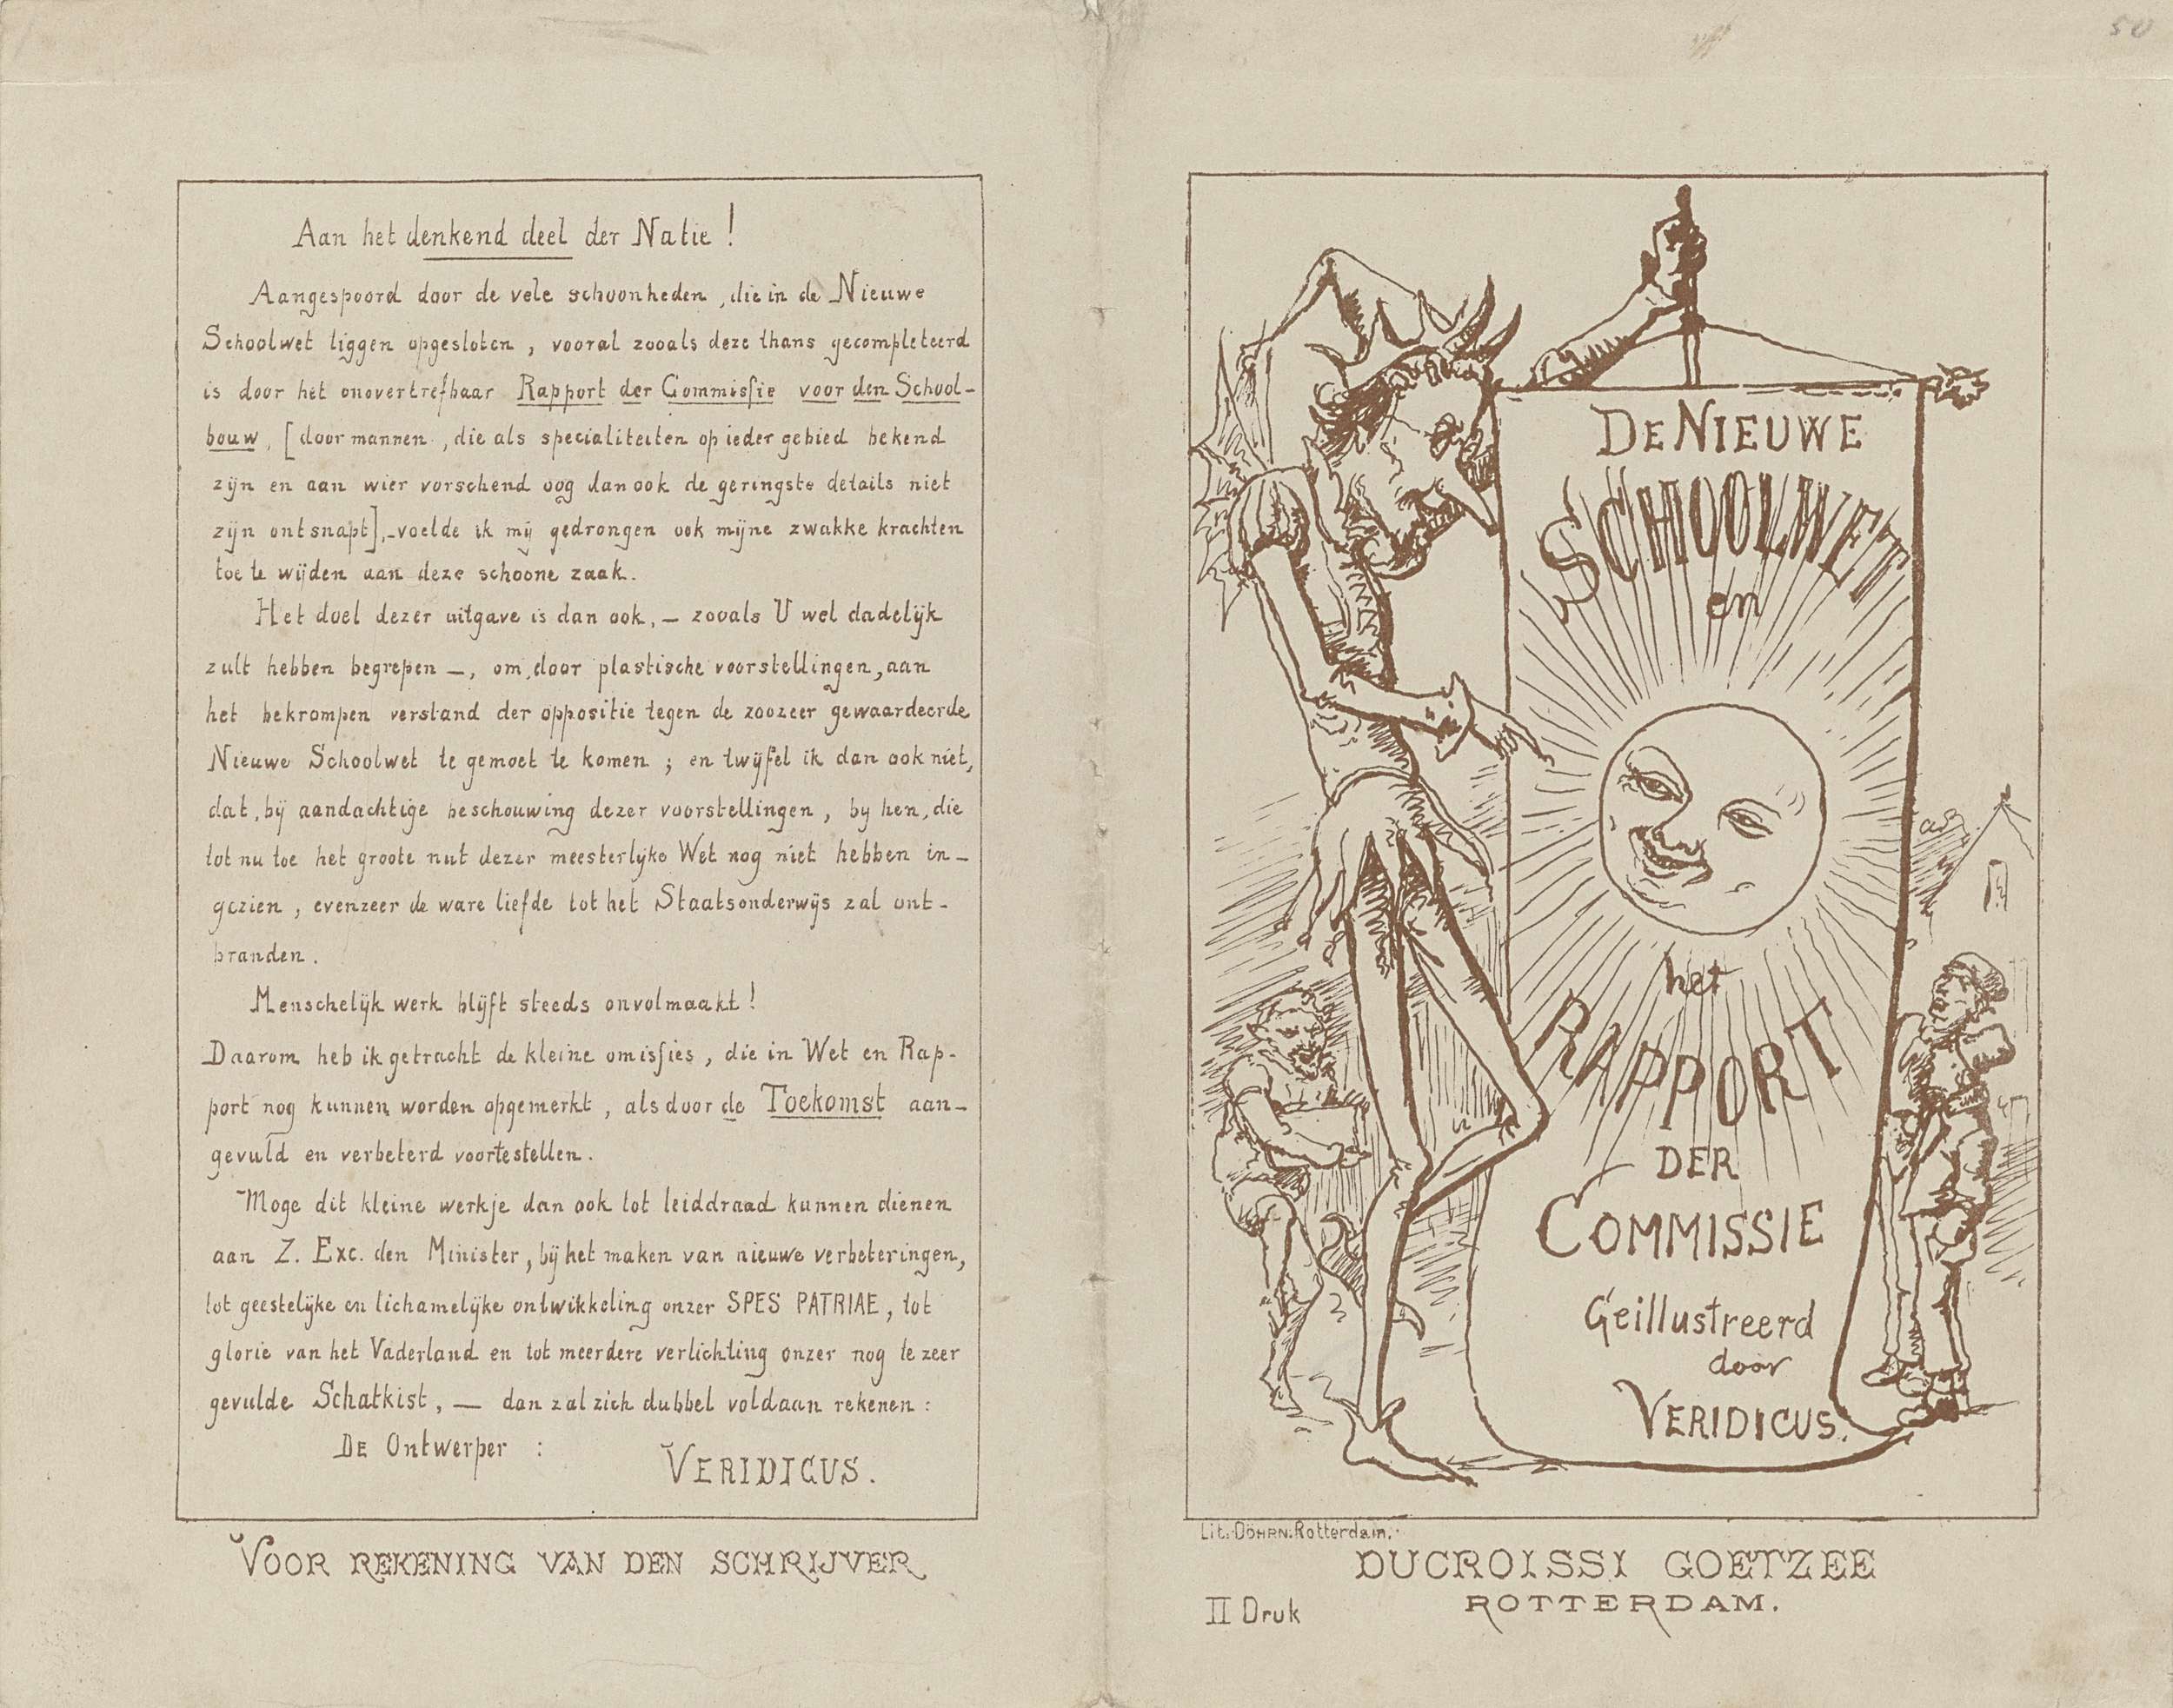 Aan het denkend deel der Natie!
Aangespoord door de vele schoonheden, die in de Nieuwe
Schoolwet liggen opgesloten, vooral zooals deze thans gecompleteerd
is door het onovertrefbaar Rapport der Commissie voor den School-
bouw, [door mannen, die als specialiteiten op ieder gebied bekend
zijn en aan wier vorschend oog dan ook de geringste details niet
zijn ontsnapt],-voelde ik mij gedrongen ook mijne zwakke krachten
toe te wijden aan deze schoone zaak.
Het doel dezer uitgave is dan ook, — zooals U wel dadelijk
zult hebben begrepen —, om, door plastische voorstellingen, aan
het bekrompen verstand der oppositie tegen de zoozeer gewaardeerde
Nieuwe Schoolwet te gemoet te komen; en twijfel ik dan ook niet,
dat, bij aandachtige beschouwing dezer voorstellingen, by hen, die
tot nu toe het groote nut dezer meesterlijke Wet nog niet hebben in-
gezien, evenzeer de ware liefde tot het Staatsonderwijs zal ont-
branden.
Menschelijk werk blijft steeds onvolmaakt!
Daarom heb ik getracht de kleine omissies, die in Wet en Rap-
port nog kunnen worden opgemerkt, als door de Toekomst aan-
gevuld en verbeterd voortestellen.
Moge dit kleine werkje dan ook tot leiddraad kunnen dienen
aan Z. Exc. den Minister, bij het maken van nieuwe verbeteringen,
tot geestelijke en lichamelijke ontwikkeling onzer SPES PATRIAE, tot
glorie van het Vaderland en tot meerdere verlichting onzer nog te zeer
gevulde Schatkist, — dan zal zich dubbel voldaan rekenen:
DE Ontwerper:
VERIDICUS.
VOOR REKENING VAN DEN SCHRIJVER
DE NIEUWE
SCHOOLWET
en
het
RAPPORT
DER
COMMISSIE
Geillustreerd
door
VERIDICUS.
Lit. DÖHRN. Rotterdam.
DUCROISSI GOETZEE
ROTTERDAM.
II Druk
50